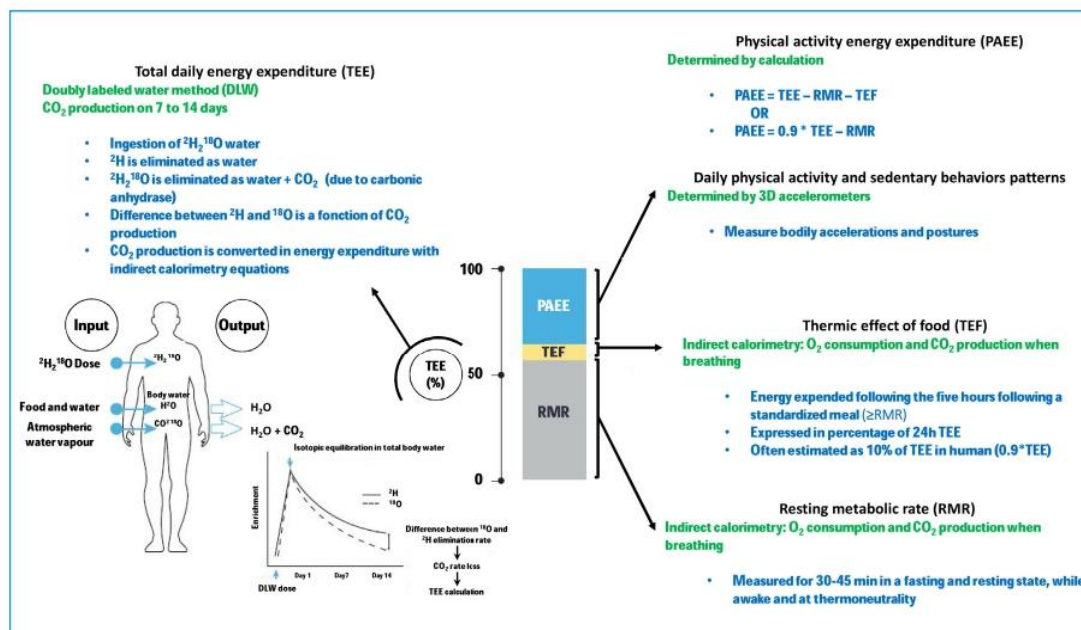 Total daily energy expenditure (TEE)
Doubly labeled water method (DLW)
CO₂ production on 7 to 14 days
• Ingestion of ²H₂¹⁸O water
• ²H is eliminated as water
• ²H₂¹⁸O is eliminated as water + CO₂ (due to carbonic
anhydrase)
• Difference between ²H and ¹⁸O is a fonction of CO₂
production
• CO₂ production is converted in energy expenditure with
indirect calorimetry equations
Input
Output
²H₂¹⁸O Dose
²H₂ ¹⁸O
Body water
Food and water
H²O
H₂O
Atmospheric
water vapour
CO² ¹⁸O
H₂O + CO₂
Isotopic equilibration in total body water
Enrichment
²H
¹⁸O
Day 1
Day7
Day 14
DLW dose
Difference between ¹⁸O and
²H elimination rate
CO₂ rate loss
TEE calculation
TEE
(%)
100
50
0
PAEE
TEF
RMR
Physical activity energy expenditure (PAEE)
Determined by calculation
• PAEE = TEE – RMR – TEF
OR
• PAEE = 0.9 * TEE – RMR
Daily physical activity and sedentary behaviors patterns
Determined by 3D accelerometers
• Measure bodily accelerations and postures
Thermic effect of food (TEF)
Indirect calorimetry: O₂ consumption and CO₂ production when
breathing
• Energy expended following the five hours following a
standardized meal (≥RMR)
• Expressed in percentage of 24h TEE
• Often estimated as 10% of TEE in human (0.9*TEE)
Resting metabolic rate (RMR)
Indirect calorimetry: O₂ consumption and CO₂ production when
breathing
• Measured for 30-45 min in a fasting and resting state, while
awake and at thermoneutrality